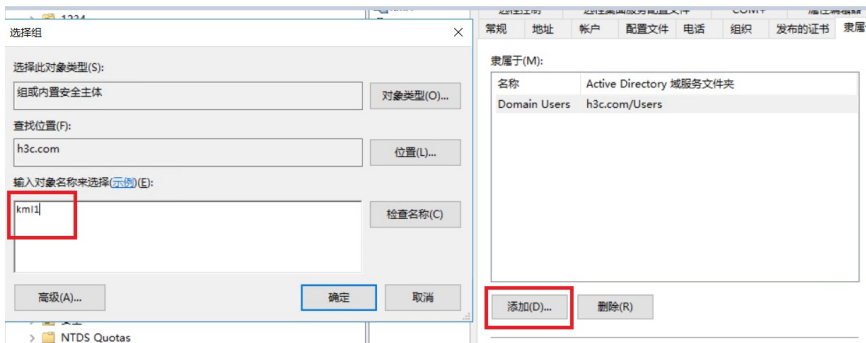 1234
选择组
选择此对象类型(S):
组或内置安全主体
对象类型(O)...
查找位置(F):
h3c.com
位置(L)...
输入对象名称来选择(示例)(E):
kml1
检查名称(C)
高级(A)...
确定
取消
NTDS Quotas
常规 地址 帐户 配置文件 电话 组织 发布的证书 隶属
隶属于(M):
名称 Active Directory 域服务文件夹
Domain Users h3c.com/Users
添加(D)...
删除(R)